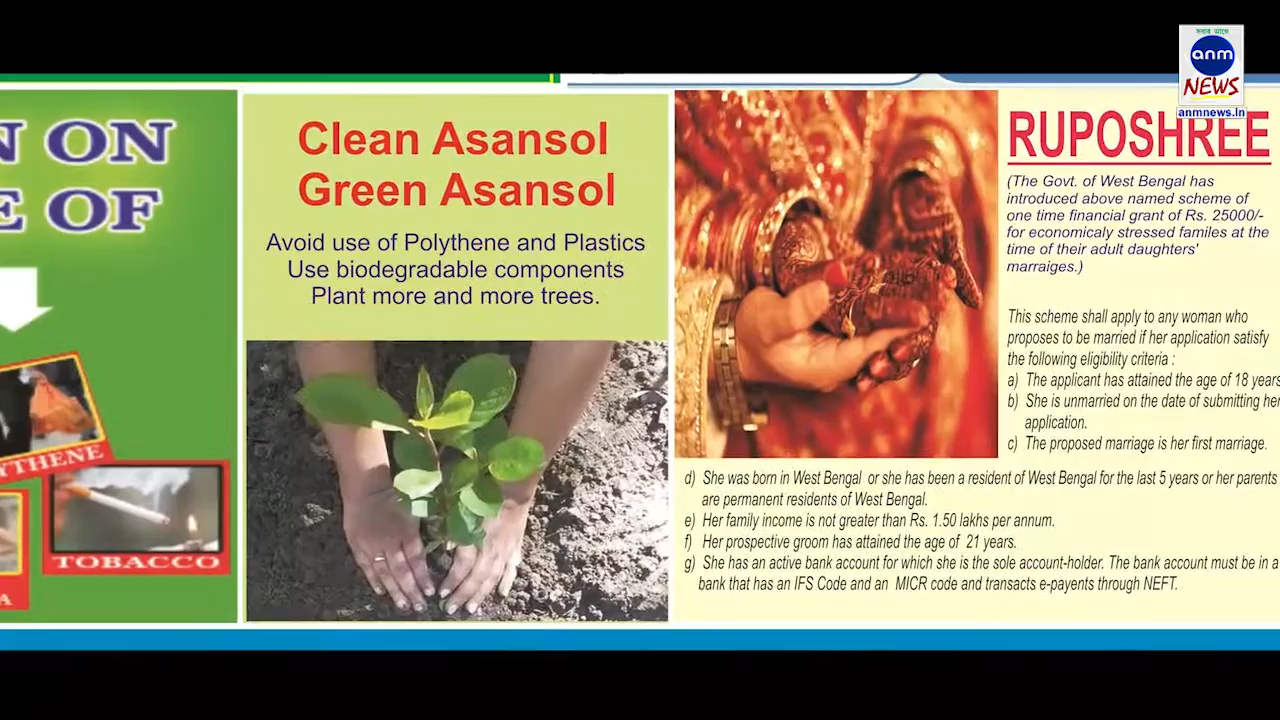 সবার আগে
anm
NEWS
anmnews.in
N ON
E OF
YTHENE
TOBACCO
A
Clean Asansol
Green Asansol
Avoid use of Polythene and Plastics
Use biodegradable components
Plant more and more trees.
RUPOSHREE
(The Govt. of West Bengal has
introduced above named scheme of
one time financial grant of Rs. 25000/-
for economicaly stressed familes at the
time of their adult daughters'
marraiges.)
This scheme shall apply to any woman who
proposes to be married if her application satisfy
the following eligibility criteria :
a) The applicant has attained the age of 18 years
b) She is unmarried on the date of submitting her
application.
c) The proposed marriage is her first marriage.
d) She was born in West Bengal or she has been a resident of West Bengal for the last 5 years or her parents
are permanent residents of West Bengal.
e) Her family income is not greater than Rs. 1.50 lakhs per annum.
f) Her prospective groom has attained the age of 21 years.
g) She has an active bank account for which she is the sole account-holder. The bank account must be in a
bank that has an IFS Code and an MICR code and transacts e-payents through NEFT.